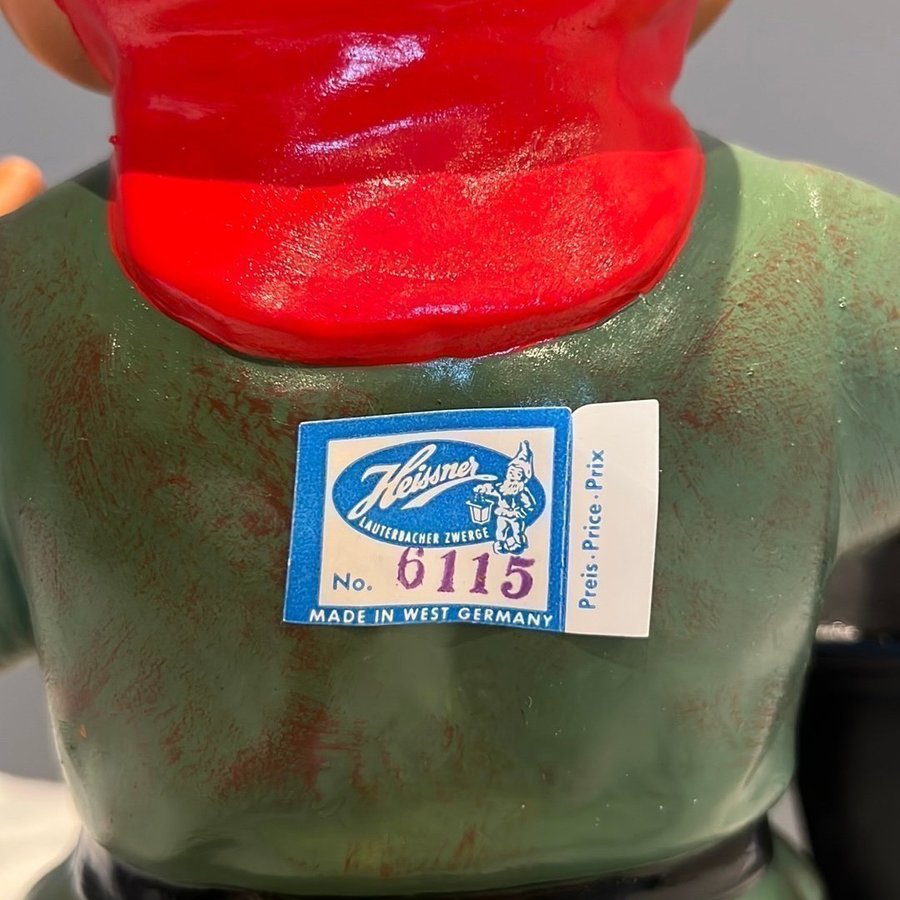 Heissner
LAUTERBACHER ZWERGE
No. 6115
MADE IN WEST GERMANY
Preis · Price · Prix